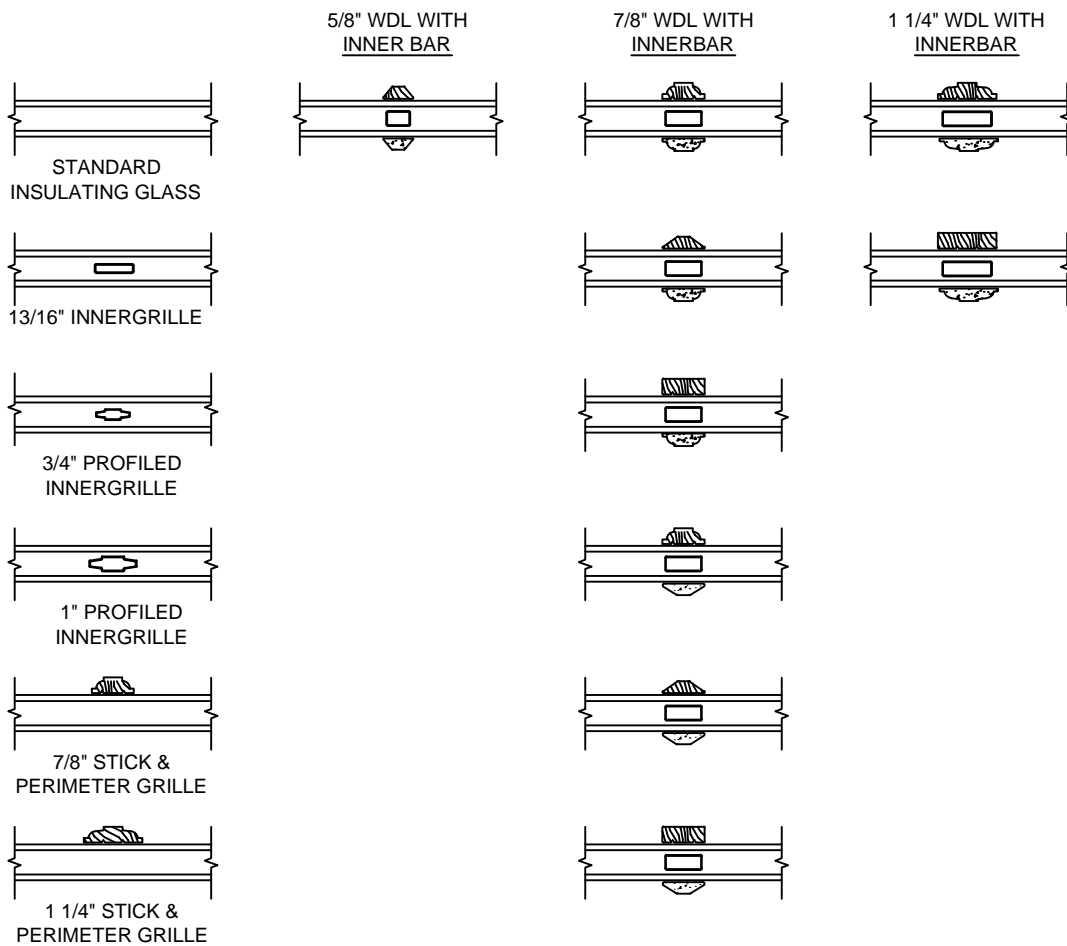 5/8" WDL WITH
INNER BAR
7/8" WDL WITH
INNERBAR
1 1/4" WDL WITH
INNERBAR
STANDARD
INSULATING GLASS
13/16" INNERGRILLE
3/4" PROFILED
INNERGRILLE
1" PROFILED
INNERGRILLE
7/8" STICK &
PERIMETER GRILLE
1 1/4" STICK &
PERIMETER GRILLE